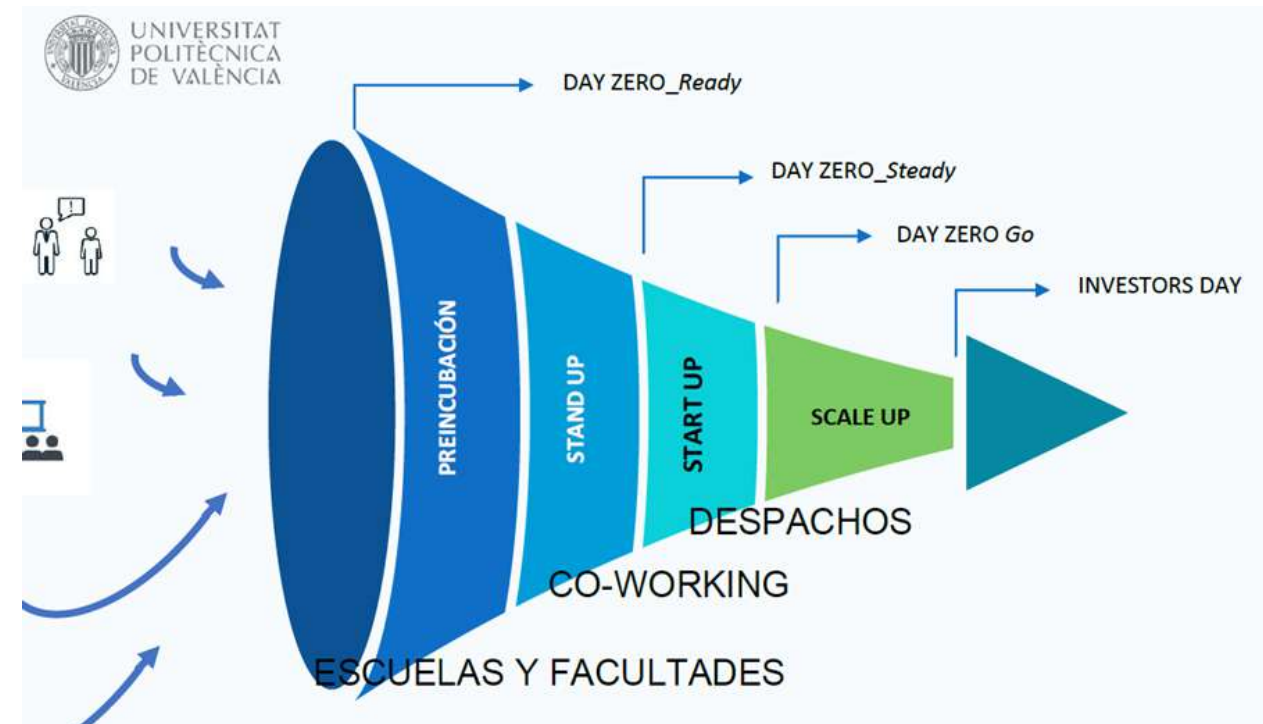 UNIVERSITAT
POLITÈCNICA
DE VALÈNCIA
DAY ZERO_Ready
DAY ZERO_Steady
DAY ZERO Go
INVESTORS DAY
PREINCUBACIÓN
STAND UP
START UP
SCALE UP
DESPACHOS
CO-WORKING
ESCUELAS Y FACULTADES